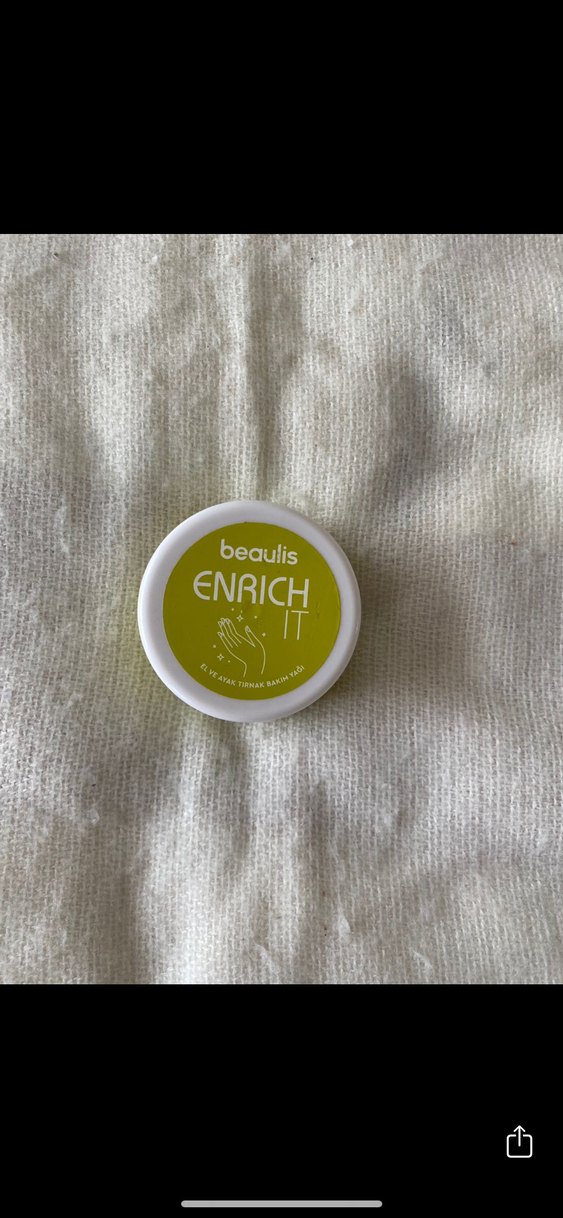 beaulis
ENRICH
IT
EL VE AYAK TIRNAK BAKIM YAĞI